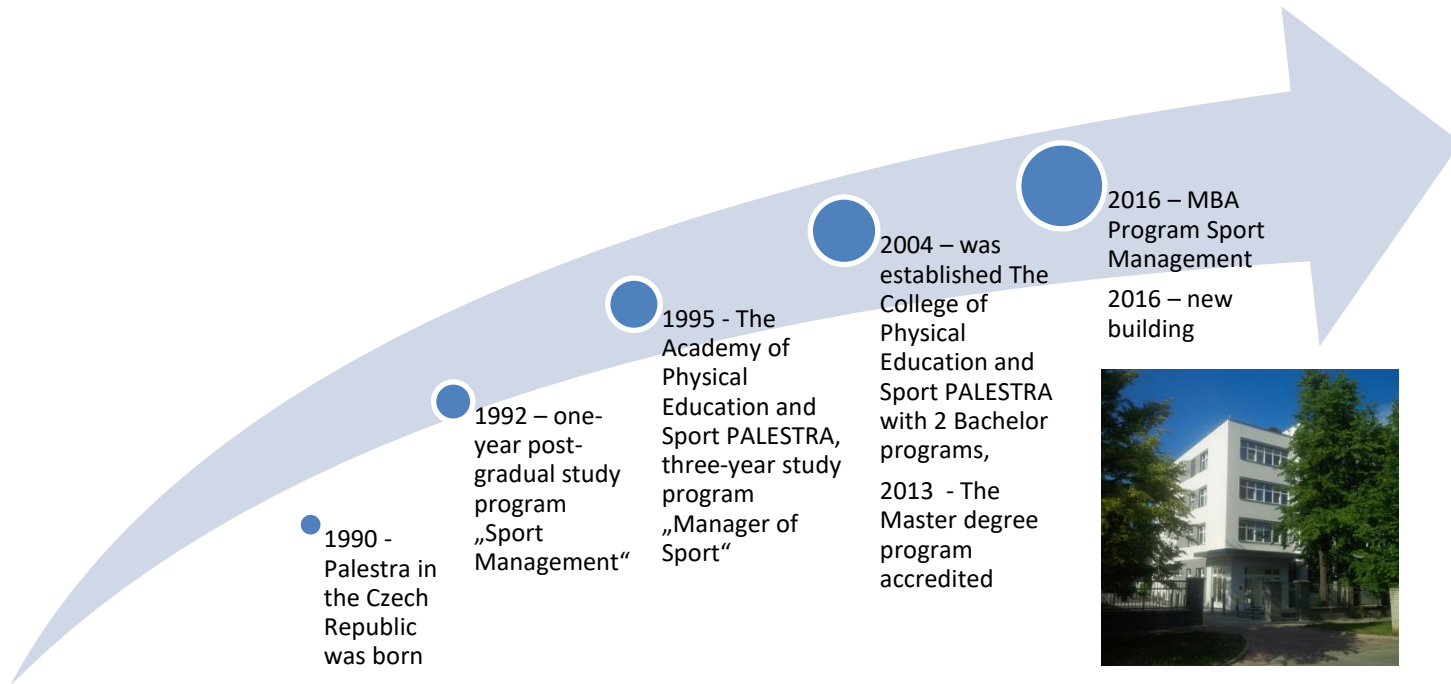 1990 -
Palestra in
the Czech
Republic
was born
1992 – one-
year post-
gradual study
program
„Sport
Management“
1995 - The
Academy of
Physical
Education and
Sport PALESTRA,
three-year study
program
„Manager of
Sport“
2004 – was
established The
College of
Physical
Education and
Sport PALESTRA
with 2 Bachelor
programs,
2013  - The
Master degree
program
accredited
2016 – MBA
Program Sport
Management
2016 – new
building